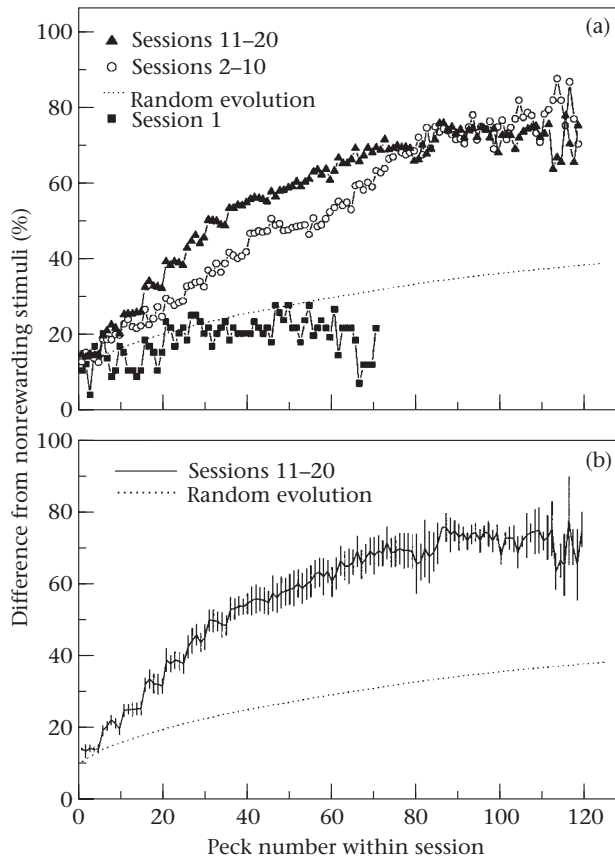 100
(a)
Sessions 11–20
Sessions 2–10
80
Random evolution
Session 1
60
40
20
0
Difference from nonrewarding stimuli (%)
100
(b)
Sessions 11–20
Random evolution
80
60
40
20
0
0 20 40 60 80 100 120
Peck number within session